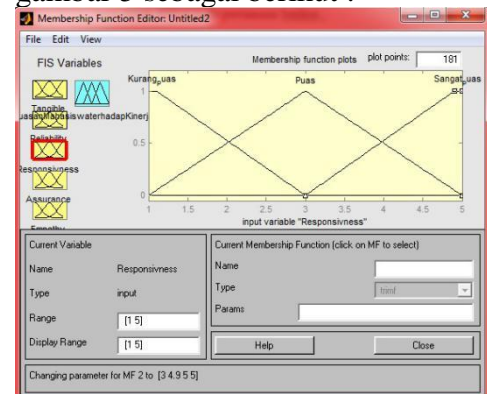 gambar 3 sebagai berikut :
Membership Function Editor: Untitled2
File Edit View
FIS Variables
Membership function plots
plot points:
181
Kurang_puas
Puas
Sangat_puas
1
0.5
0
1 1.5 2 2.5 3 3.5 4 4.5 5
input variable "Responsivness"
Tangible
Reliability
Responsivness
Assurance
Empathy
Current Variable
Name Responsivness
Type input
Range [1 5]
Display Range [1 5]
Current Membership Function (click on MF to select)
Name
Type trimf
Params
Help
Close
Changing parameter for MF 2 to [3 4.9 5 5]